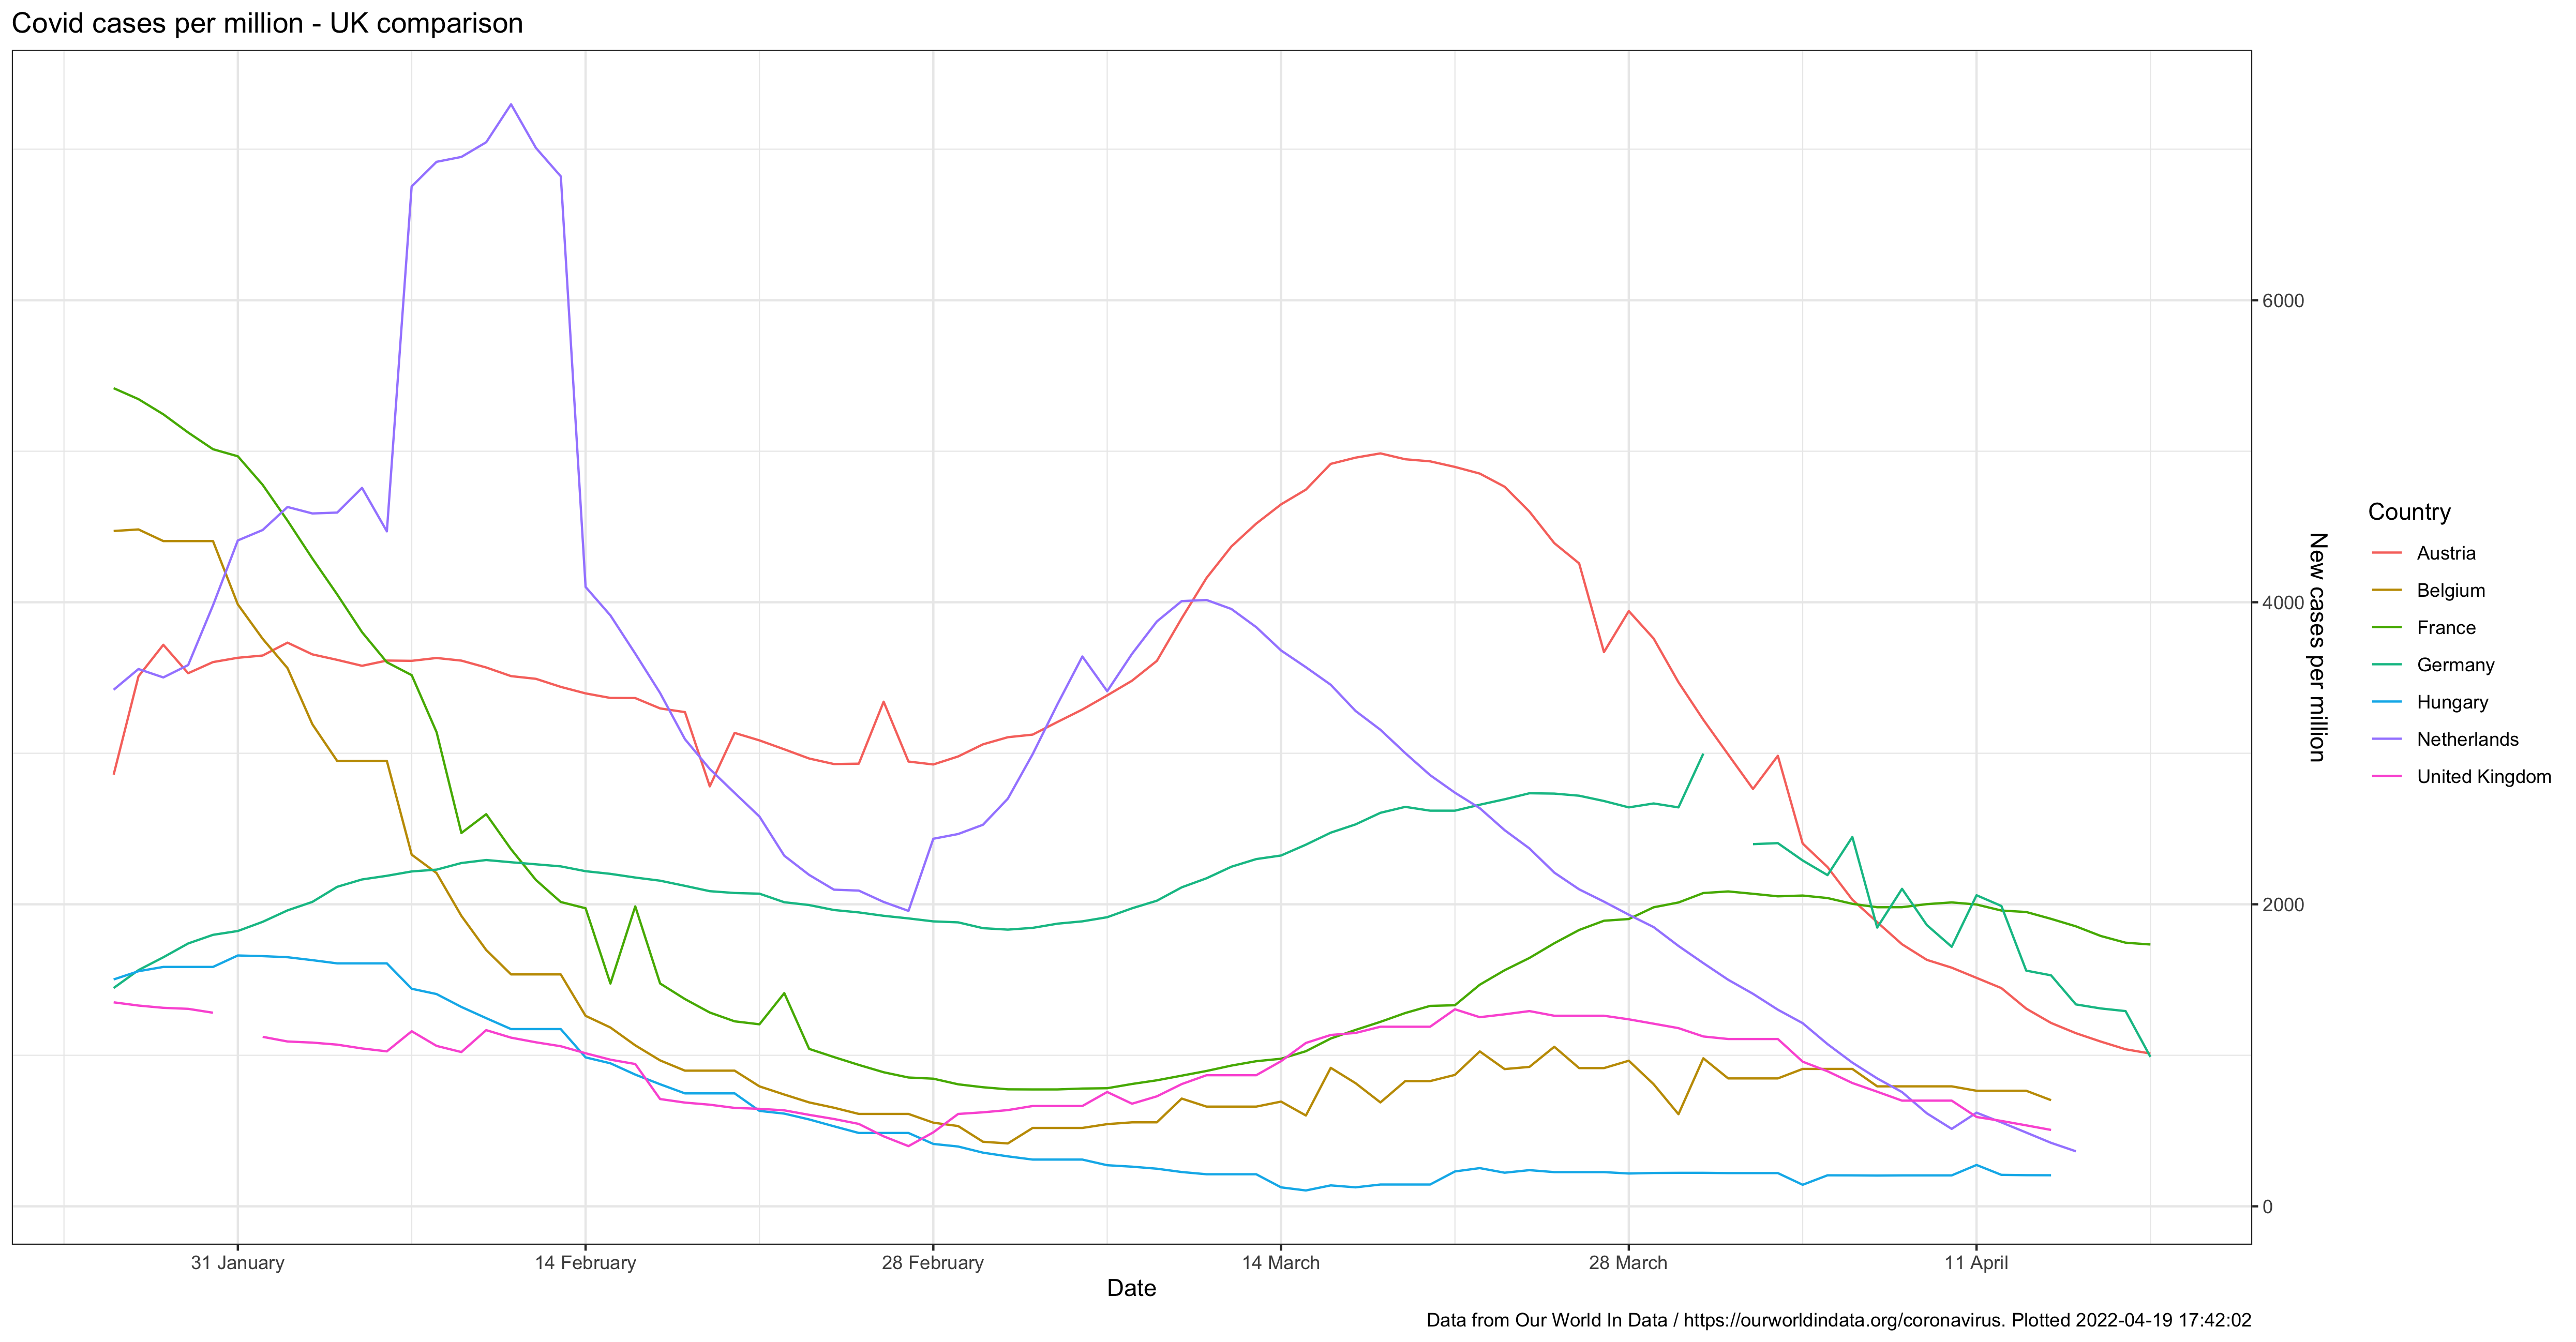 Covid cases per million - UK comparison
6000
4000
2000
0
New cases per million
31 January
14 February
28 February
14 March
28 March
11 April
Date
Country
Austria
Belgium
France
Germany
Hungary
Netherlands
United Kingdom
Data from Our World In Data / https://ourworldindata.org/coronavirus. Plotted 2022-04-19 17:42:02